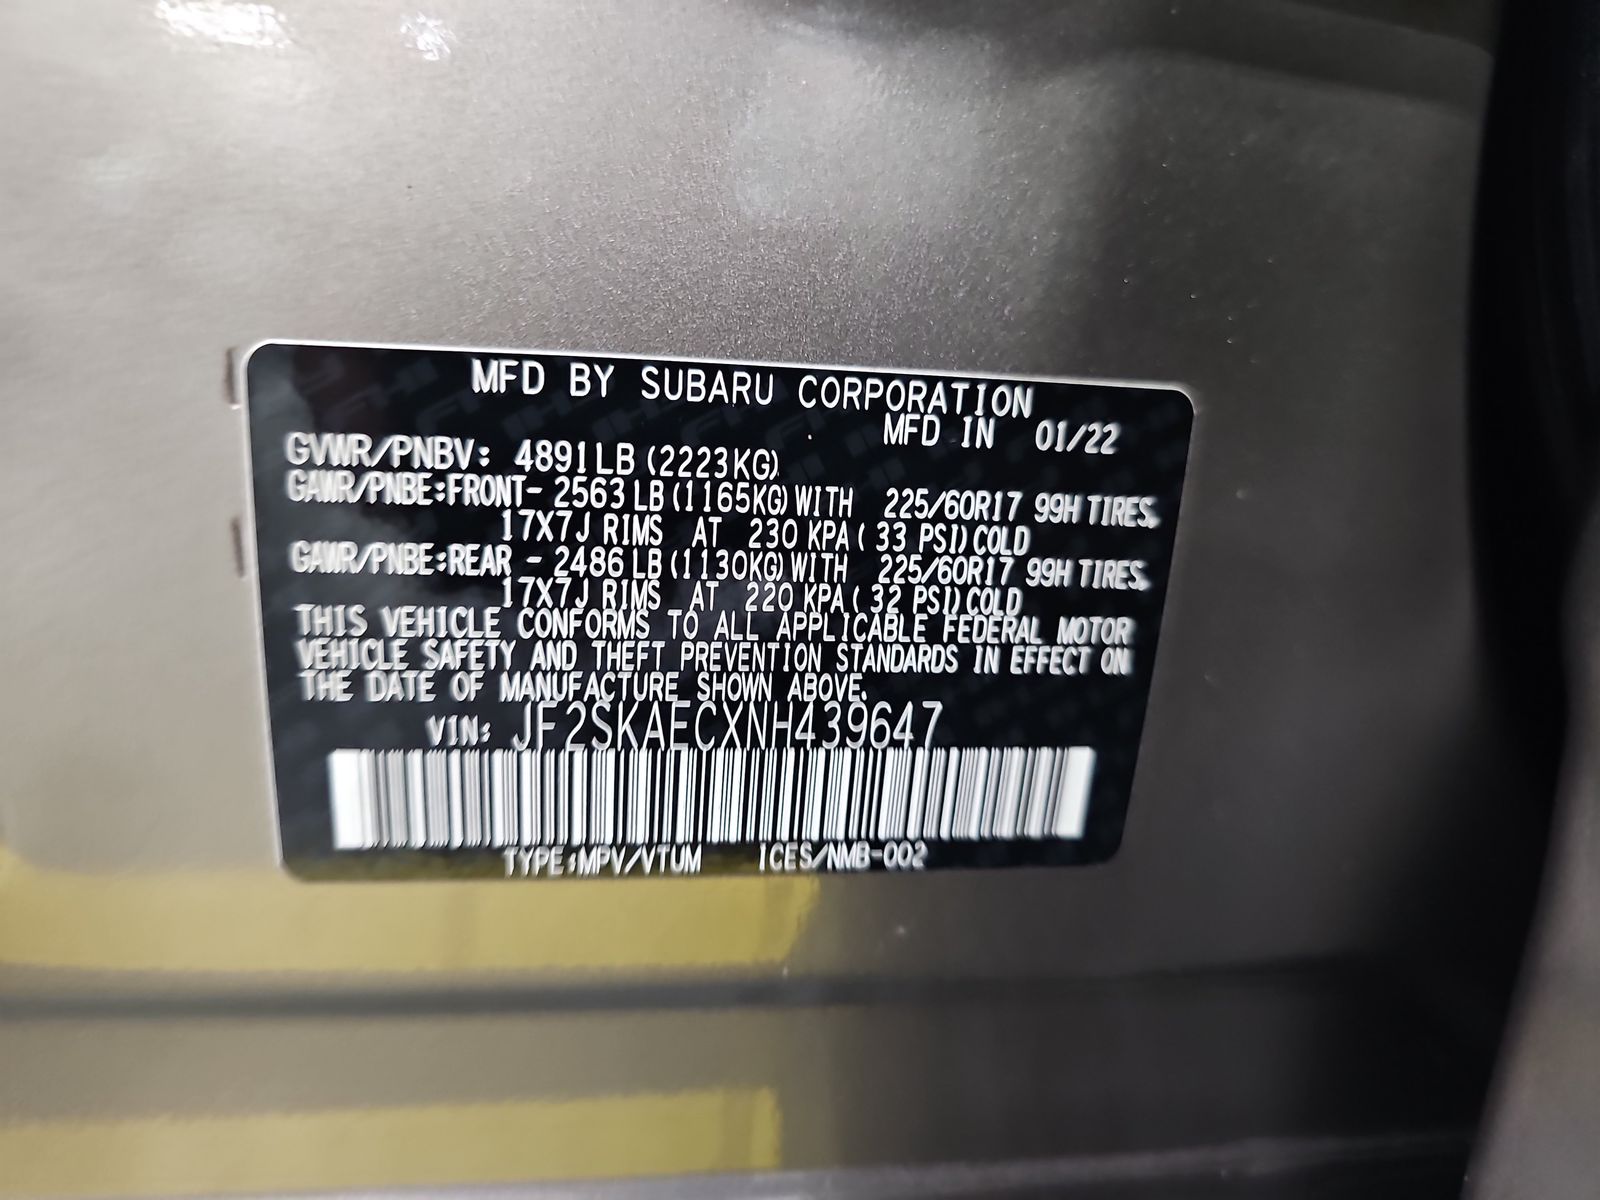 MFD BY SUBARU CORPORATION
MFD IN 01/22
GVWR/PNBV: 4891LB (2223KG)
GAWR/PNBE:FRONT- 2563 LB (1165KG) WITH 225/60R17 99H TIRES,
17X7J RIMS AT 230 KPA ( 33 PSI) COLD
GAWR/PNBE:REAR - 2486 LB (1130KG) WITH 225/60R17 99H TIRES,
17X7J RIMS AT 220 KPA ( 32 PSI) COLD
THIS VEHICLE CONFORMS TO ALL APPLICABLE FEDERAL MOTOR
VEHICLE SAFETY AND THEFT PREVENTION STANDARDS IN EFFECT ON
THE DATE OF MANUFACTURE SHOWN ABOVE.
VIN: JF2SKAECXNH439647
TYPE:MPV/VTUM ICES/NMB-002